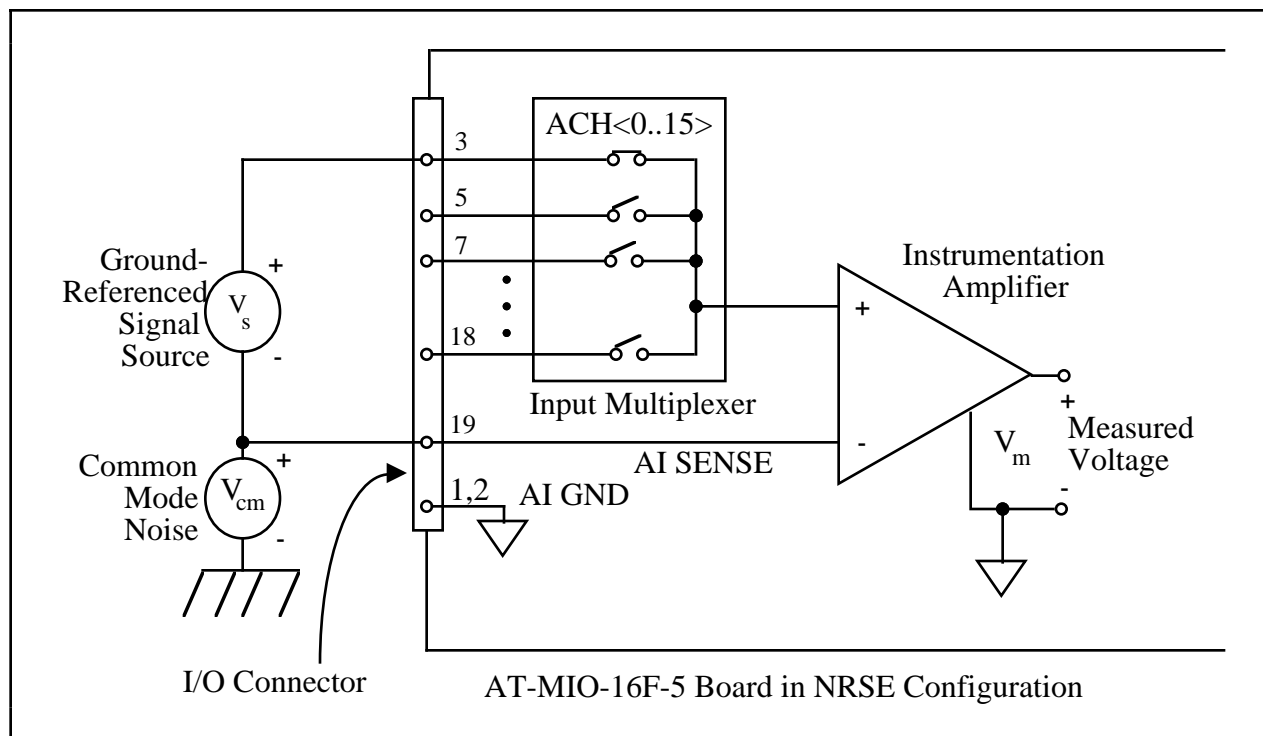 ACH<0..15>
3
5
7
18
19
1,2
Ground-
Referenced
Signal
Source
+
V
s
-
Common
Mode
Noise
+
V
cm
-
Input Multiplexer
AI SENSE
AI GND
Instrumentation
Amplifier
+
-
V
m
+
Measured
Voltage
-
I/O Connector
AT-MIO-16F-5 Board in NRSE Configuration